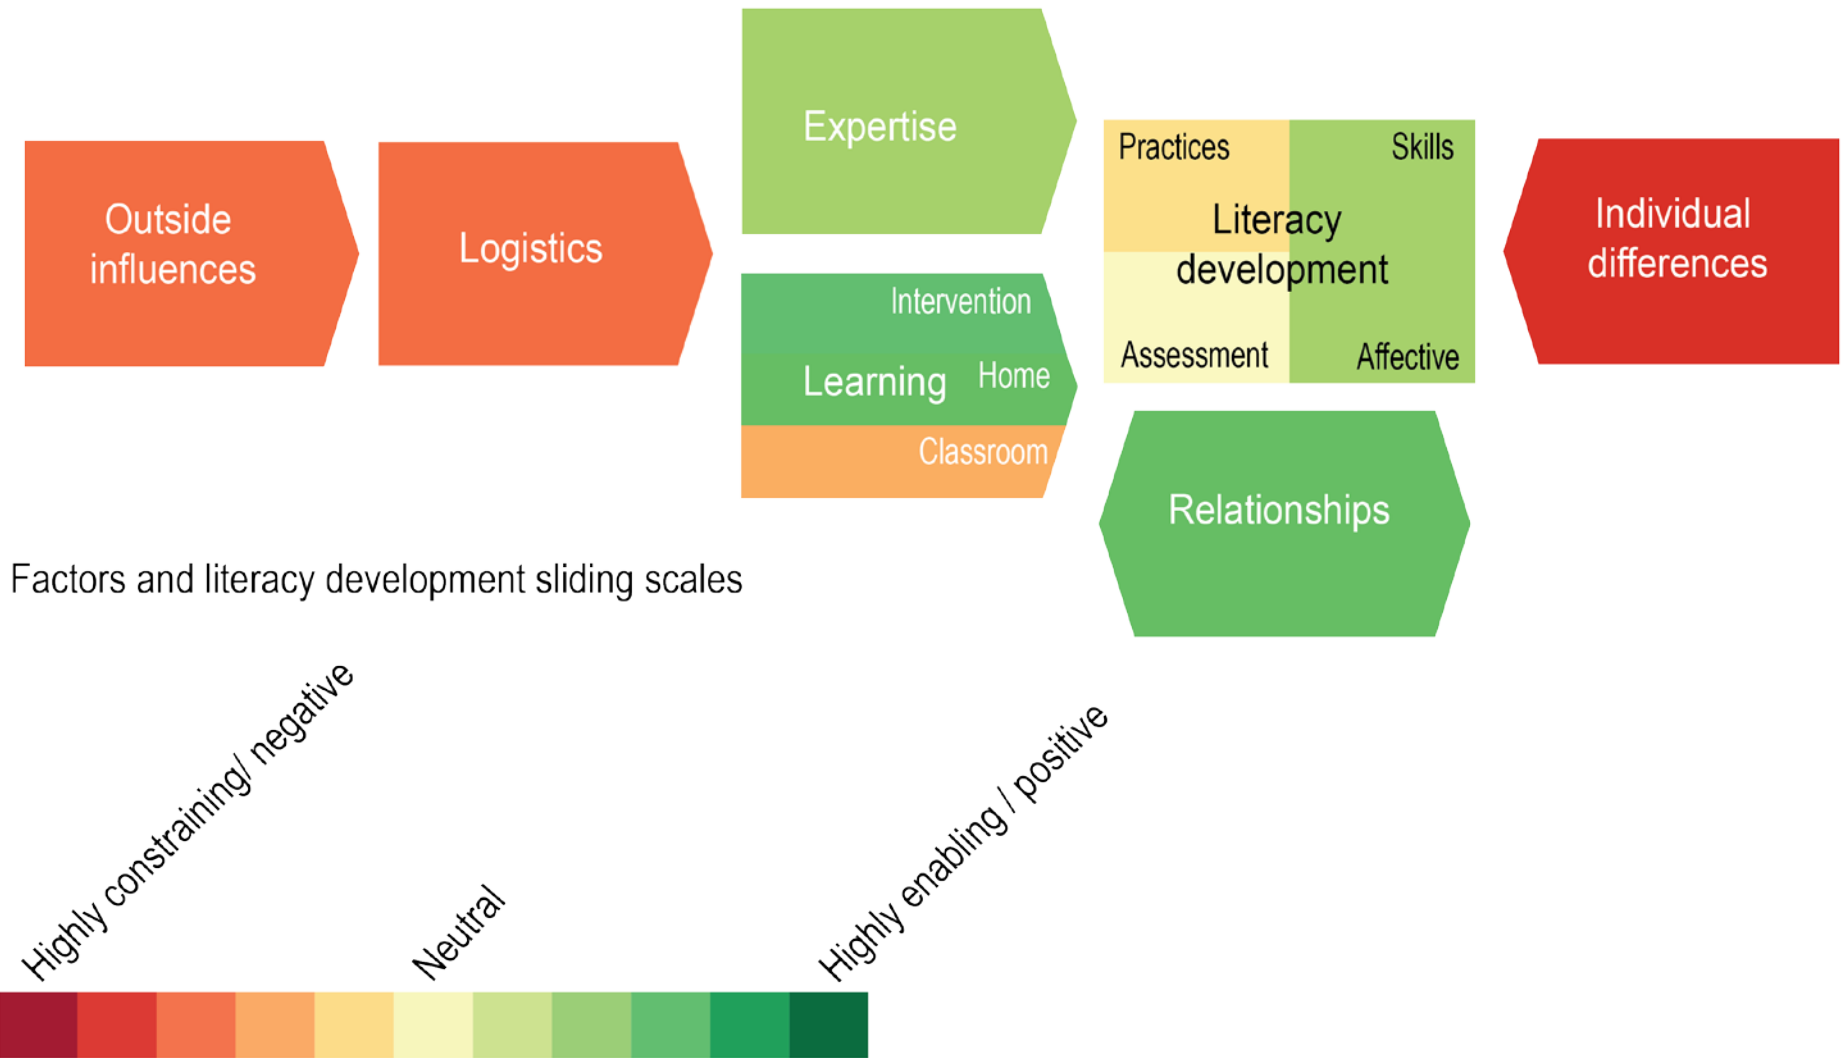 Outside
influences
Logistics
Expertise
Intervention
Learning
Home
Classroom
Practices
Skills
Literacy
development
Assessment
Affective
Individual
differences
Relationships
Factors and literacy development sliding scales
Highly constraining/ negative
Neutral
Highly enabling / positive